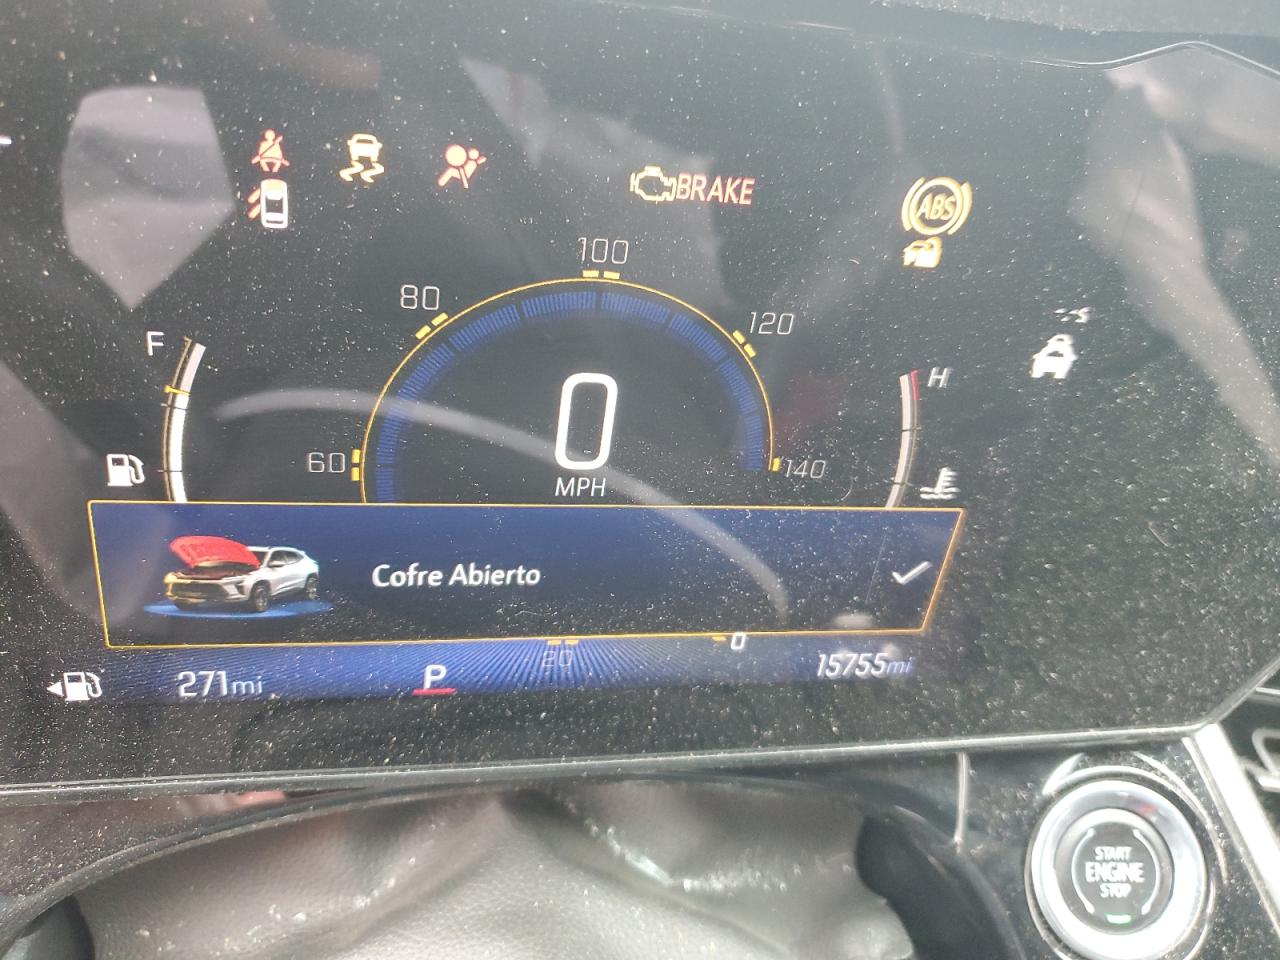 BRAKE
ABS
100
80
120
F
H
0
60
140
MPH
Cofre Abierto
0
20
271mi
P
15755mi
START
ENGINE
STOP